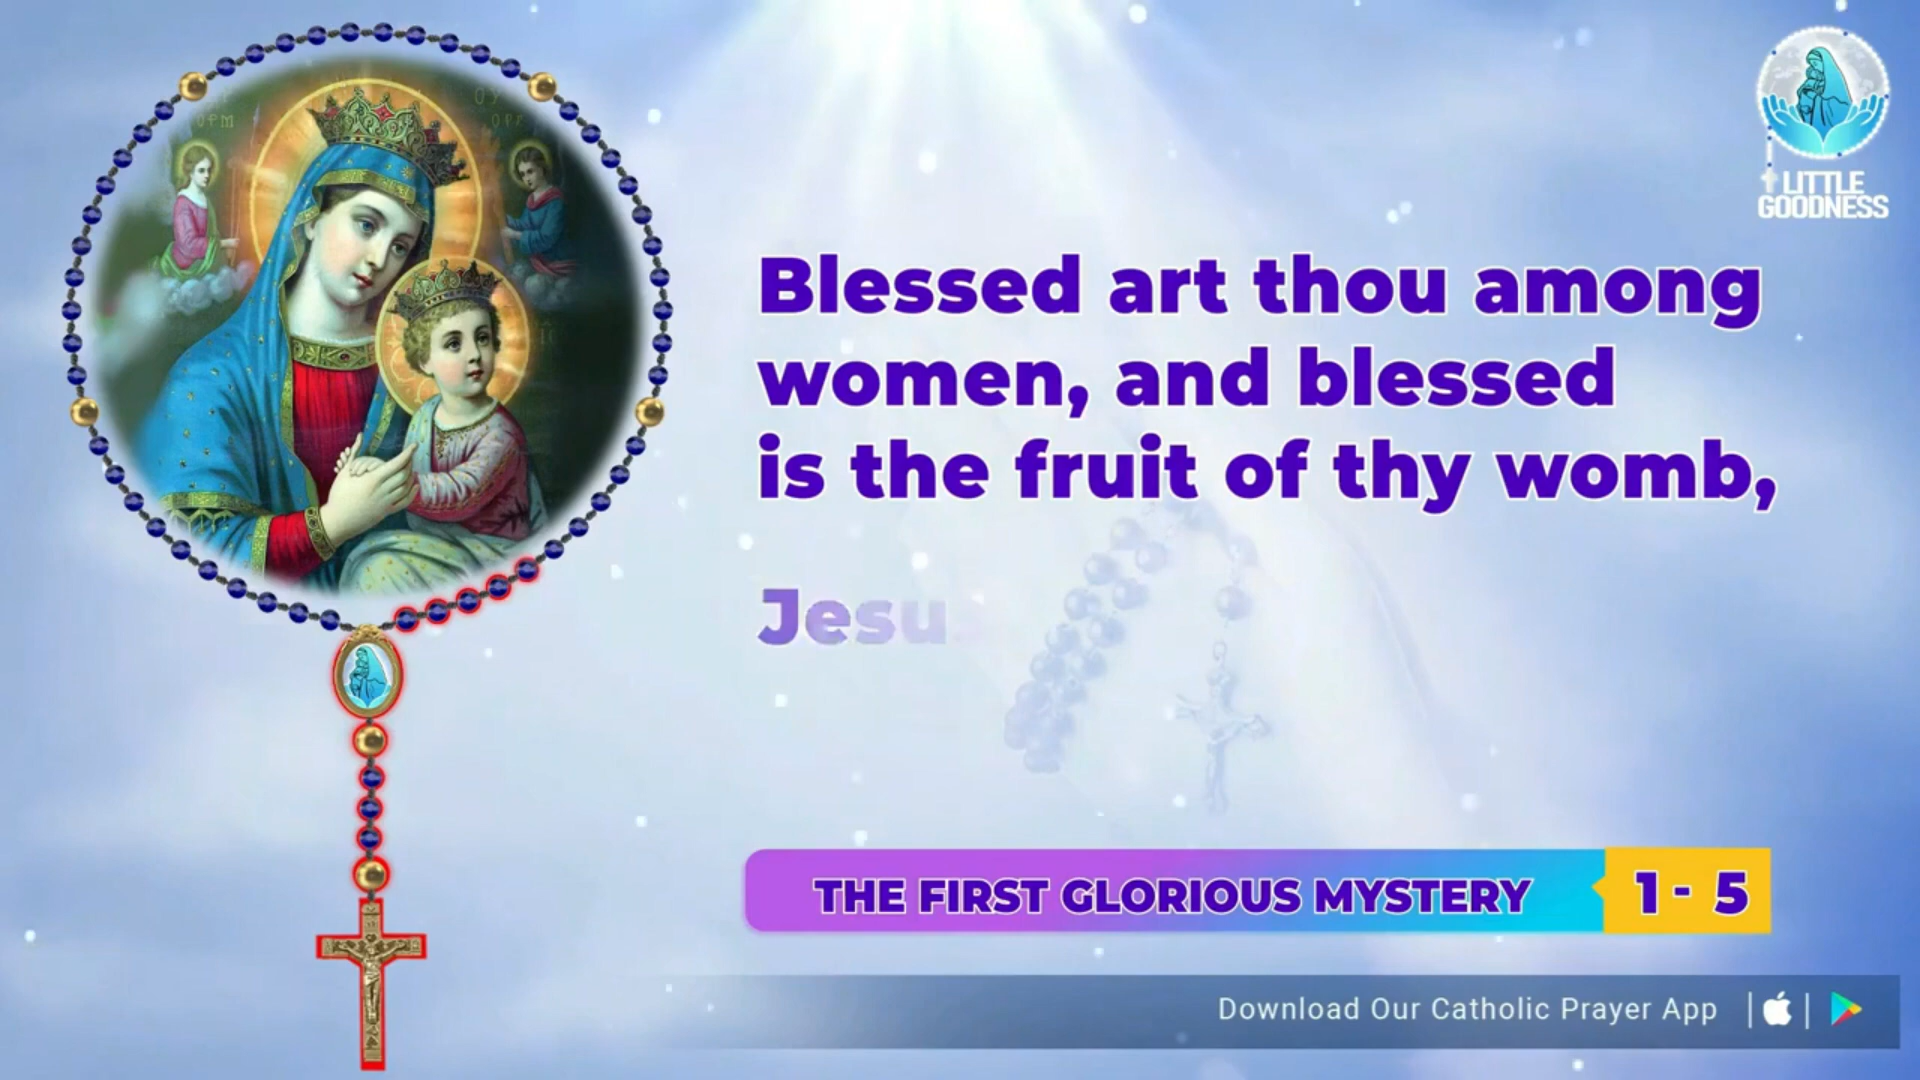 LITTLE
GOODNESS
Blessed art thou among
women, and blessed
is the fruit of thy womb,
Jesu
THE FIRST GLORIOUS MYSTERY 1 - 5
Download Our Catholic Prayer App